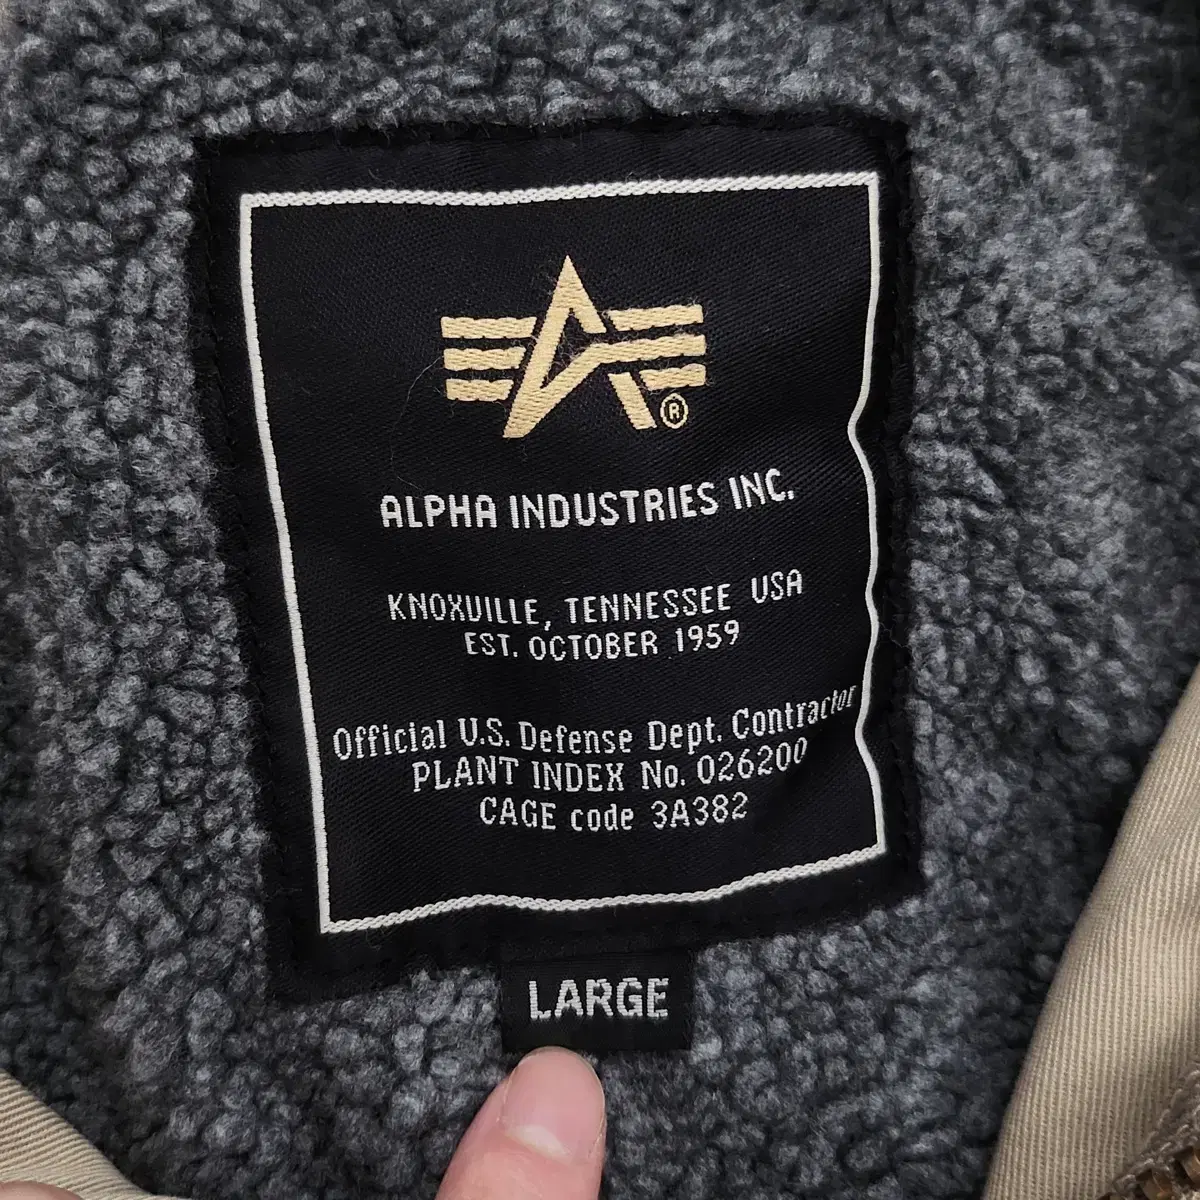 ®
ALPHA INDUSTRIES INC.
KNOXVILLE, TENNESSEE USA
EST. OCTOBER 1959
Official U.S. Defense Dept. Contractor
PLANT INDEX No. 026200
CAGE code 3A382
LARGE